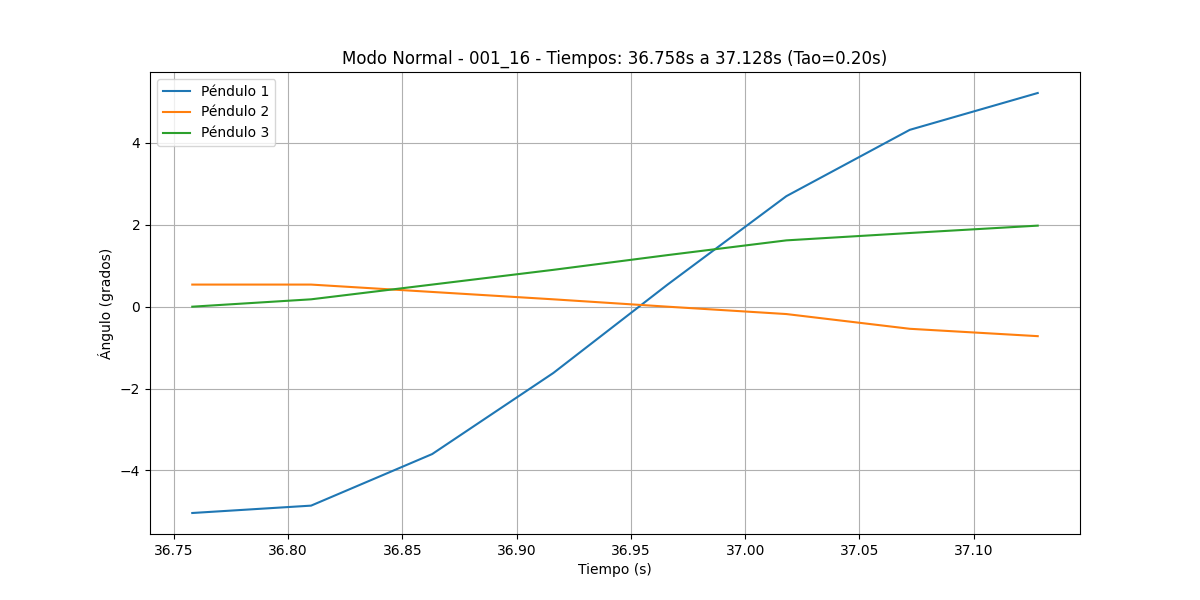 Modo Normal - 001_16 - Tiempos: 36.758s a 37.128s (Tao=0.20s)
Péndulo 1
Péndulo 2
Péndulo 3
Ángulo (grados)
4
2
0
−2
−4
36.75 36.80 36.85 36.90 36.95 37.00 37.05 37.10
Tiempo (s)